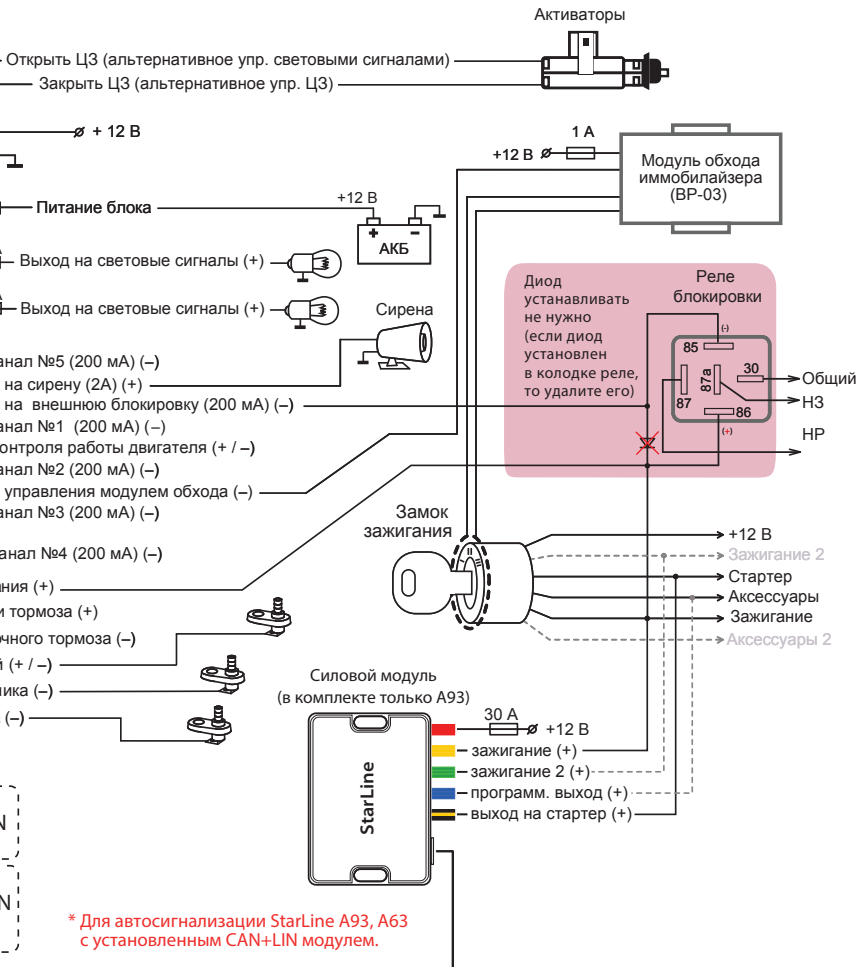 Активаторы
Открыть ЦЗ (альтернативное упр. световыми сигналами)
Закрыть ЦЗ (альтернативное упр. ЦЗ)
+ 12 В
1 А
+12 В
Модуль обхода
иммобилайзера
(BP-03)
Питание блока
+12 В
+ −
АКБ
Выход на световые сигналы (+)
Выход на световые сигналы (+)
Сирена
Диод
устанавливать
не нужно
(если диод
установлен
в колодке реле,
то удалите его)
Реле
блокировки
(-)
85
87
87а
30
86
(+)
Общий
НЗ
НР
анал №5 (200 мА) (–)
на сирену (2А) (+)
на внешнюю блокировку (200 мА) (–)
анал №1 (200 мА) (–)
онтроля работы двигателя (+ / –)
анал №2 (200 мА) (–)
управления модулем обхода (–)
анал №3 (200 мА) (–)
анал №4 (200 мА) (–)
ания (+)
и тормоза (+)
очного тормоза (–)
й (+ / –)
ника (–)
(–)
Замок
зажигания
II
III
+12 В
Зажигание 2
Стартер
Аксессуары
Зажигание
Аксессуары 2
Силовой модуль
(в комплекте только А93)
StarLine
30 А
+12 В
зажигание (+)
зажигание 2 (+)
программ. выход (+)
выход на стартер (+)
N
N
* Для автосигнализации StarLine A93, A63
с установленным CAN+LIN модулем.